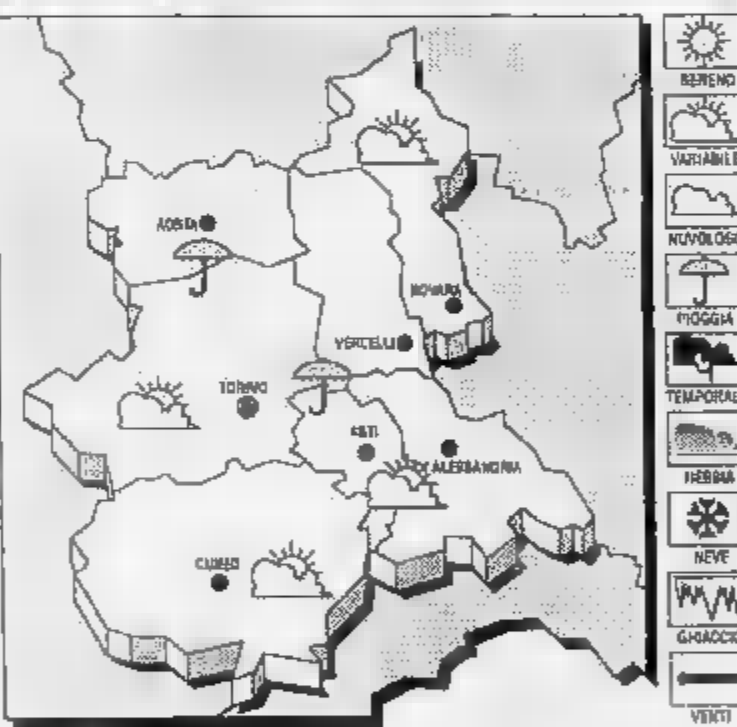 SERENO
VARIABILE
NUVOLOSO
AOSTA
PIOGGIA
NOVARA
VERCELLI
TEMPORALE
TORINO
ASTI
ALESSANDRIA
NEBBIA
NEVE
CUNEO
GHIACCIO
VENTI